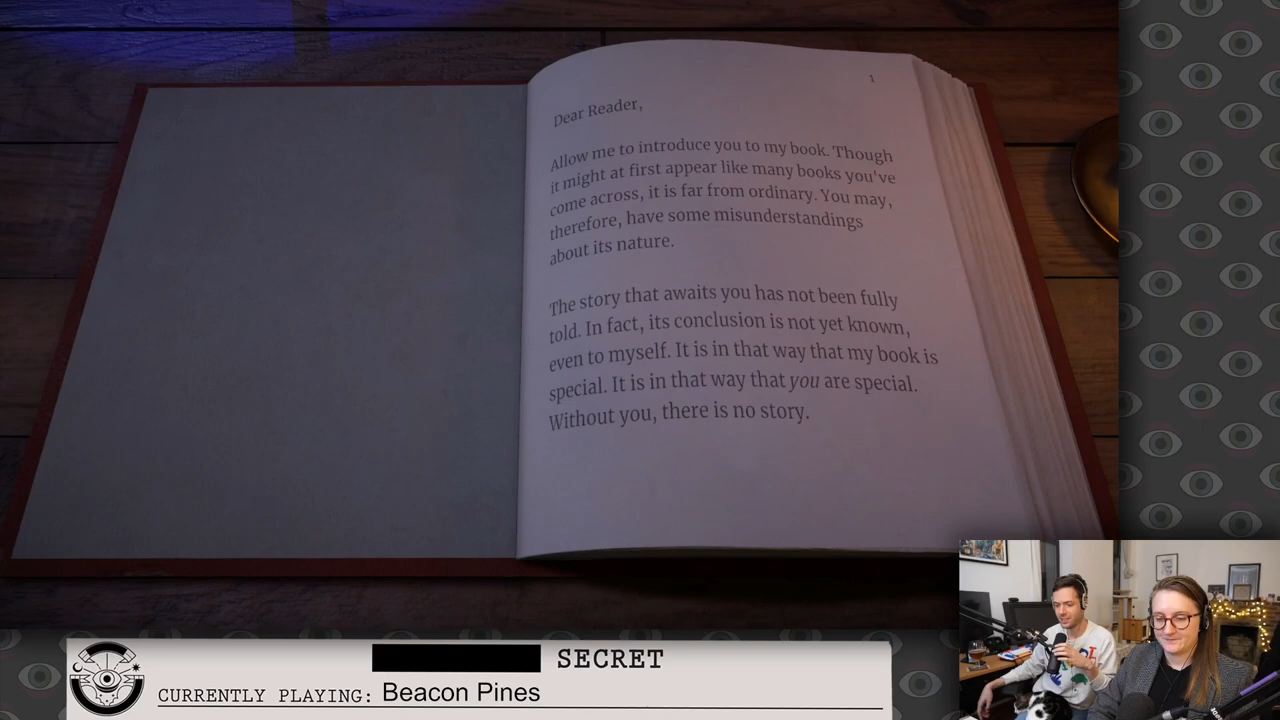 1
Dear Reader,
Allow me to introduce you to my book. Though
it might at first appear like many books you've
come across, it is far from ordinary. You may,
therefore, have some misunderstandings
about its nature.
The story that awaits you has not been fully
told. In fact, its conclusion is not yet known,
even to myself. It is in that way that my book is
special. It is in that way that you are special.
Without you, there is no story.
SECRET
CURRENTLY PLAYING: Beacon Pines